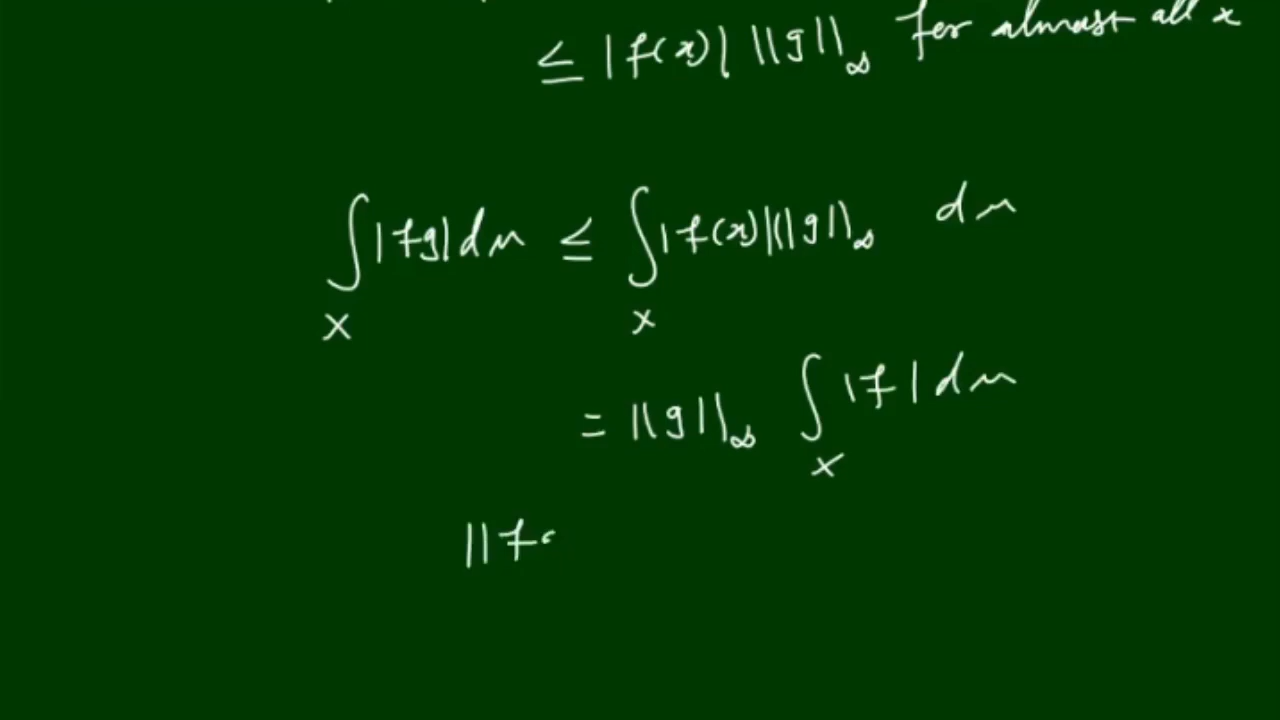 ≤ |f(x)| ||g||_∞ for almost all x
∫_X |fg| dμ ≤ ∫_X |f(x)| ||g||_∞ dμ
= ||g||_∞ ∫_X |f| dμ
||f